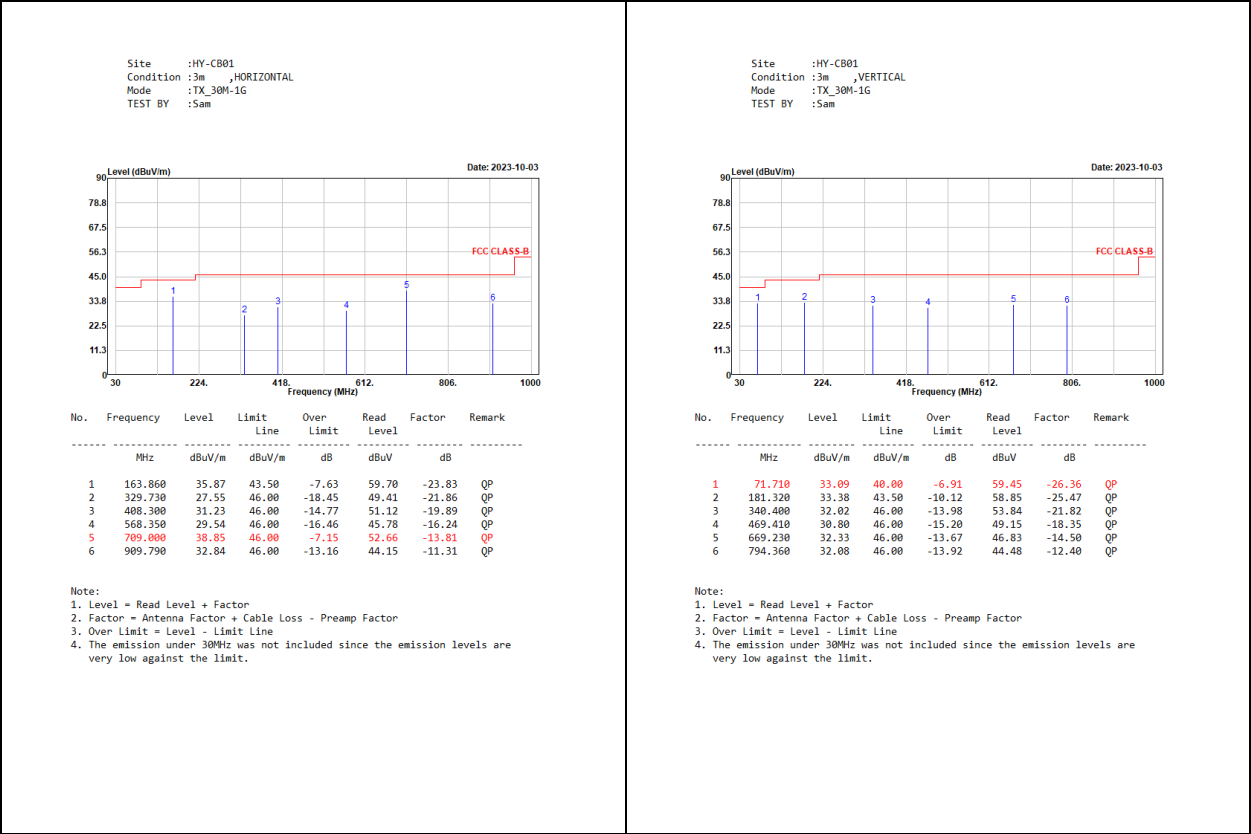 Site      :HY-CB01
Condition :3m    ,HORIZONTAL
Mode      :TX_30M-1G
TEST BY   :Sam
Level (dBuV/m)
Date: 2023-10-03
90
78.8
67.5
56.3
FCC CLASS-B
45.0
33.8
22.5
11.3
0
1
2
3
4
5
6
30 224. 418. 612. 806. 1000
Frequency (MHz)
No. Frequency Level Limit Over Read Factor Remark
Line Limit Level
MHz dBuV/m dBuV/m dB dBuV dB
1 163.860 35.87 43.50 -7.63 59.70 -23.83 QP
2 329.730 27.55 46.00 -18.45 49.41 -21.86 QP
3 408.300 31.23 46.00 -14.77 51.12 -19.89 QP
4 568.350 29.54 46.00 -16.46 45.78 -16.24 QP
5 709.000 38.85 46.00 -7.15 52.66 -13.81 QP
6 909.790 32.84 46.00 -13.16 44.15 -11.31 QP
Note:
1. Level = Read Level + Factor
2. Factor = Antenna Factor + Cable Loss - Preamp Factor
3. Over Limit = Level - Limit Line
4. The emission under 30MHz was not included since the emission levels are
very low against the limit.
Site      :HY-CB01
Condition :3m    ,VERTICAL
Mode      :TX_30M-1G
TEST BY   :Sam
Level (dBuV/m)
Date: 2023-10-03
90
78.8
67.5
56.3
FCC CLASS-B
45.0
33.8
22.5
11.3
0
1
2
3
4
5
6
30 224. 418. 612. 806. 1000
Frequency (MHz)
No. Frequency Level Limit Over Read Factor Remark
Line Limit Level
MHz dBuV/m dBuV/m dB dBuV dB
1 71.710 33.09 40.00 -6.91 59.45 -26.36 QP
2 181.320 33.38 43.50 -10.12 58.85 -25.47 QP
3 340.400 32.02 46.00 -13.98 53.84 -21.82 QP
4 469.410 30.80 46.00 -15.20 49.15 -18.35 QP
5 669.230 32.33 46.00 -13.67 46.83 -14.50 QP
6 794.360 32.08 46.00 -13.92 44.48 -12.40 QP
Note:
1. Level = Read Level + Factor
2. Factor = Antenna Factor + Cable Loss - Preamp Factor
3. Over Limit = Level - Limit Line
4. The emission under 30MHz was not included since the emission levels are
very low against the limit.